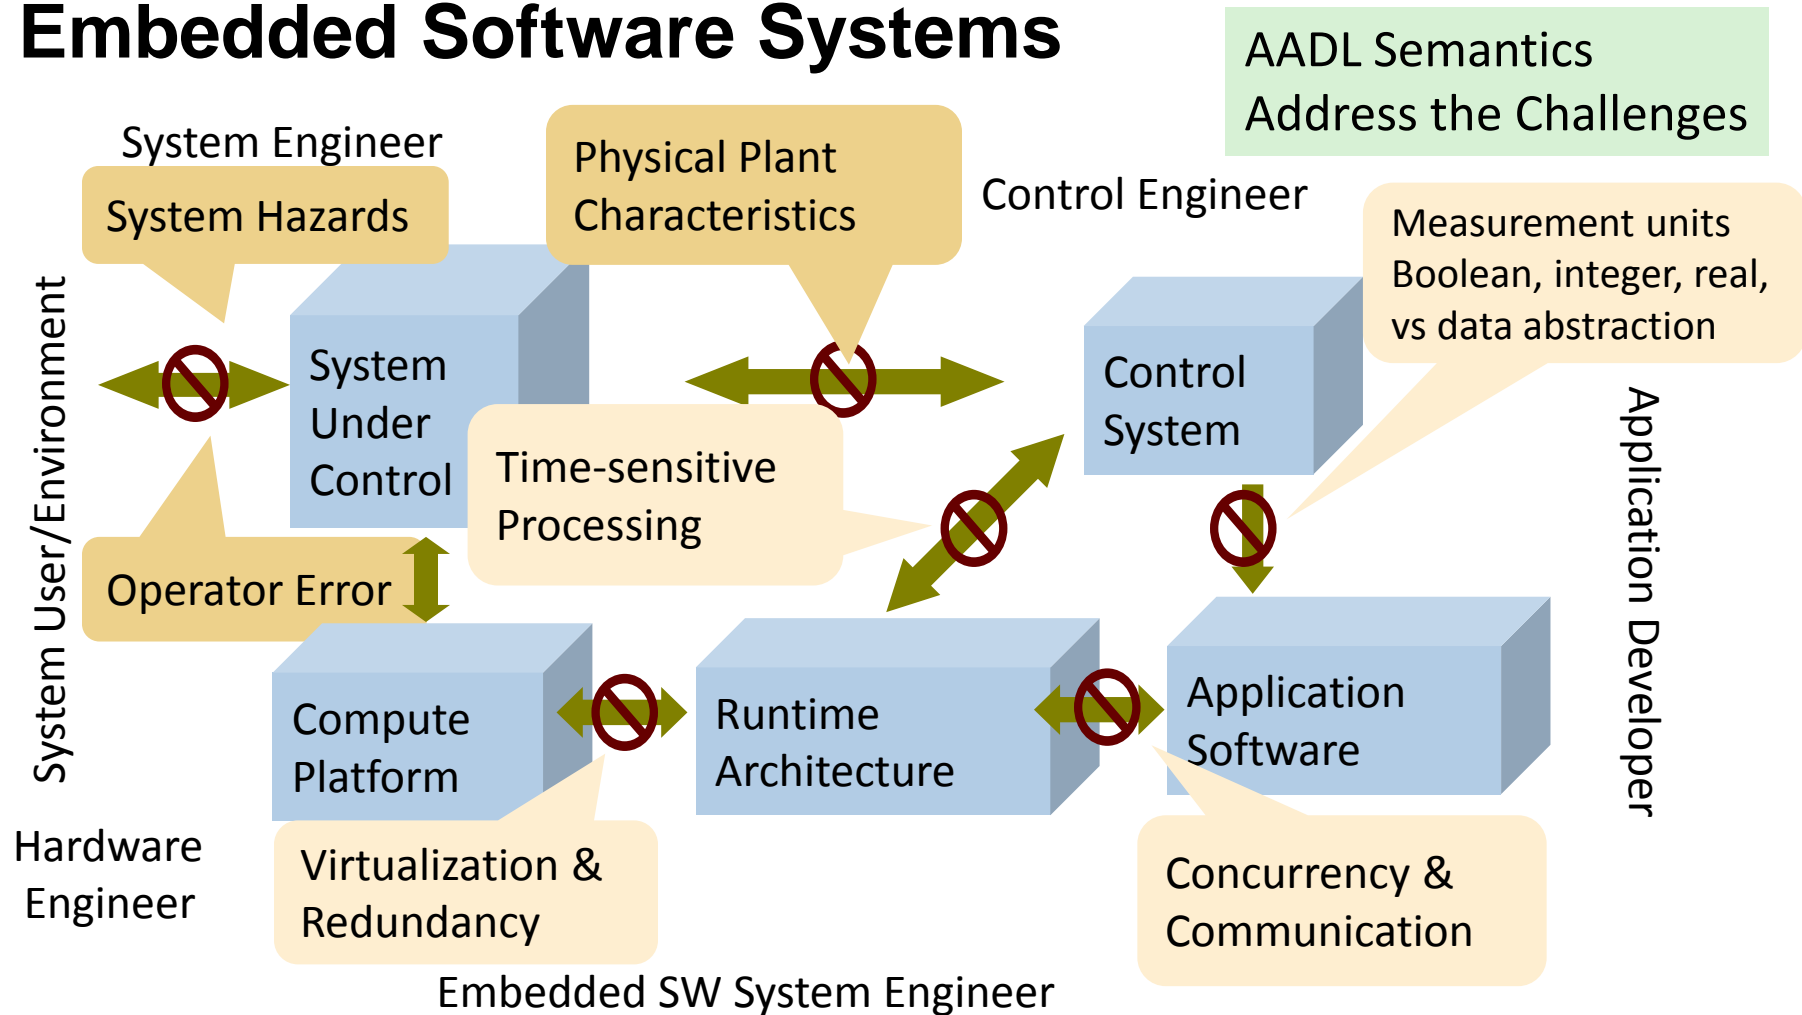 Embedded Software Systems
AADL Semantics
Address the Challenges
System Engineer
System Hazards
Physical Plant
Characteristics
Control Engineer
Measurement units
Boolean, integer, real,
vs data abstraction
System User/Environment
System
Under
Control
Control
System
Time-sensitive
Processing
Application Developer
Operator Error
Compute
Platform
Runtime
Architecture
Application
Software
Hardware
Engineer
Virtualization &
Redundancy
Concurrency &
Communication
Embedded SW System Engineer